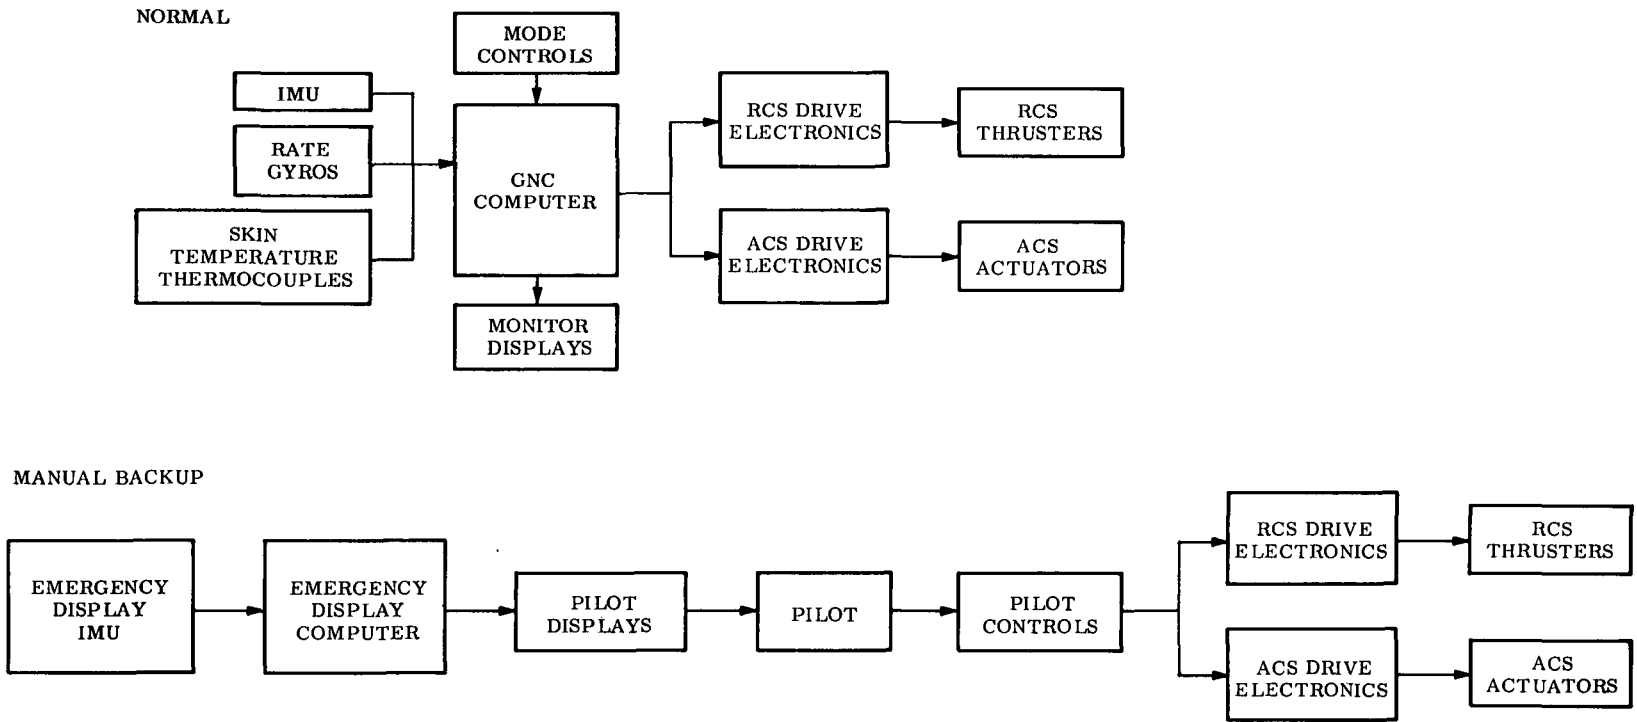 NORMAL
MODE
CONTROLS
IMU
RATE
GYROS
SKIN
TEMPERATURE
THERMOCOUPLES
GNC
COMPUTER
MONITOR
DISPLAYS
RCS DRIVE
ELECTRONICS
RCS
THRUSTERS
ACS DRIVE
ELECTRONICS
ACS
ACTUATORS
MANUAL BACKUP
EMERGENCY
DISPLAY
IMU
EMERGENCY
DISPLAY
COMPUTER
PILOT
DISPLAYS
PILOT
PILOT
CONTROLS
RCS DRIVE
ELECTRONICS
RCS
THRUSTERS
ACS DRIVE
ELECTRONICS
ACS
ACTUATORS